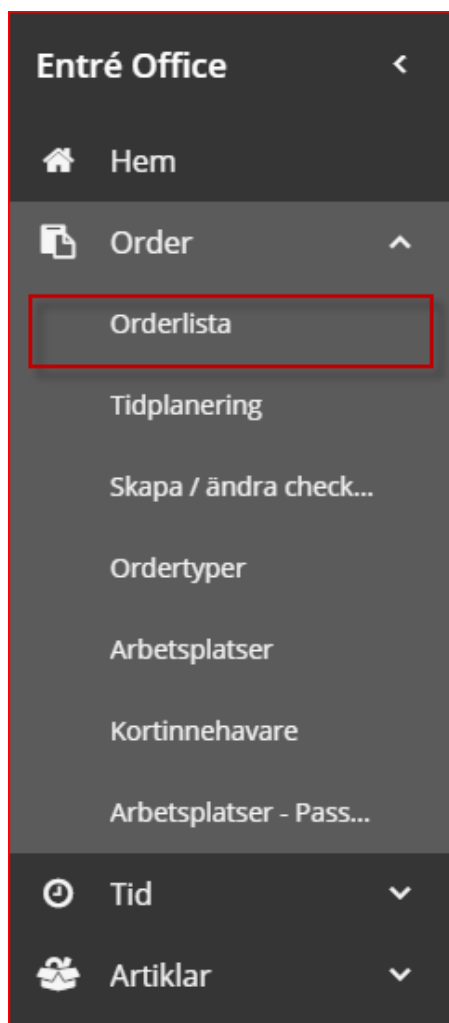 Entré Office
Hem
Order
Orderlista
Tidplanering
Skapa / ändra check...
Ordertyper
Arbetsplatser
Kortinnehavare
Arbetsplatser - Pass...
Tid
Artiklar